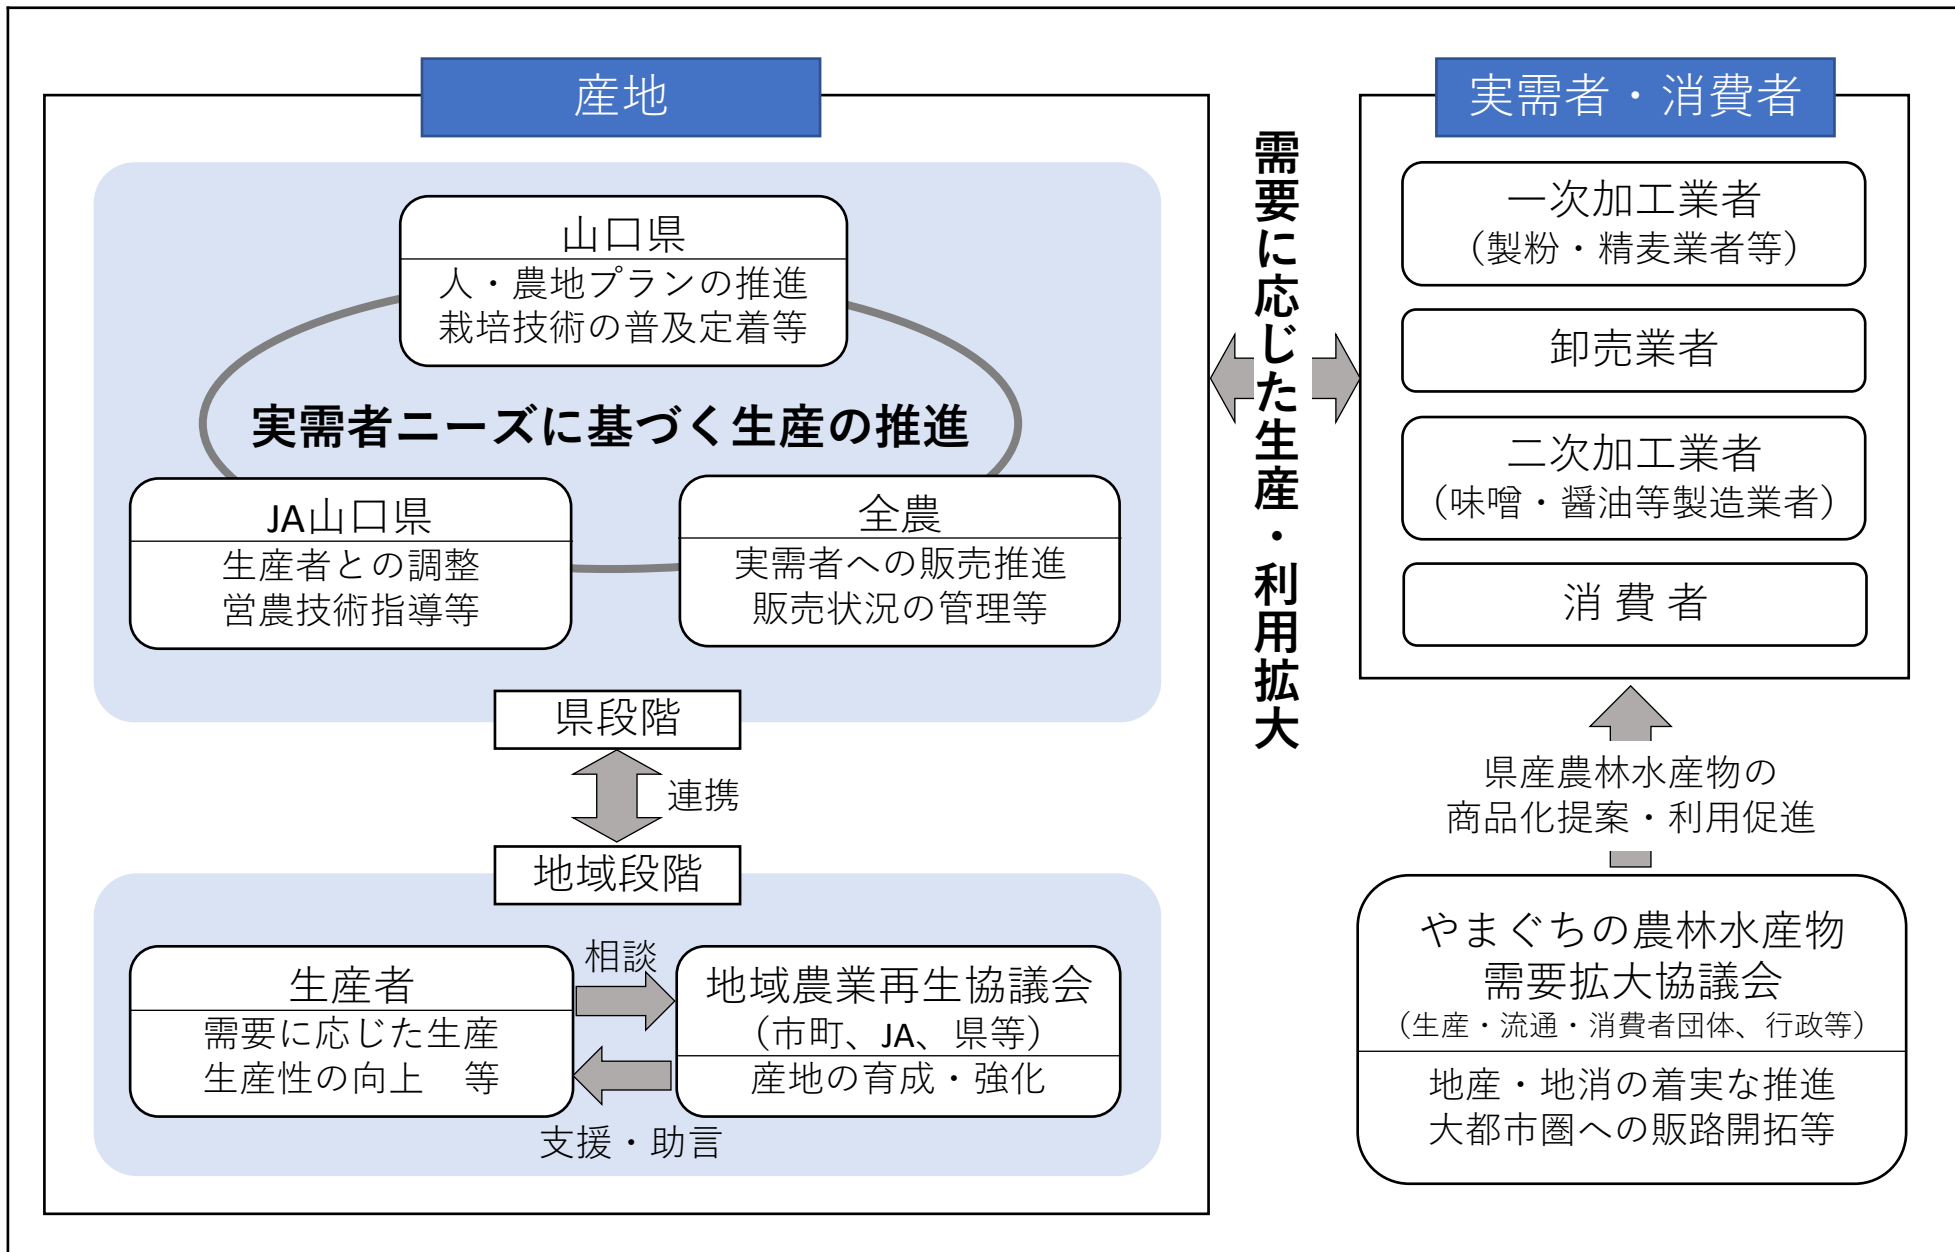 産地
山口県
人・農地プランの推進
栽培技術の普及定着等
実需者ニーズに基づく生産の推進
JA山口県
生産者との調整
営農技術指導等
全農
実需者への販売推進
販売状況の管理等
県段階
連携
地域段階
生産者
需要に応じた生産
生産性の向上　等
相談
支援・助言
地域農業再生協議会
（市町、JA、県等）
産地の育成・強化
需要に応じた生産・利用拡大
実需者・消費者
一次加工業者
（製粉・精麦業者等）
卸売業者
二次加工業者
（味噌・醤油等製造業者）
消 費 者
県産農林水産物の
商品化提案・利用促進
やまぐちの農林水産物
需要拡大協議会
（生産・流通・消費者団体、行政等）
地産・地消の着実な推進
大都市圏への販路開拓等